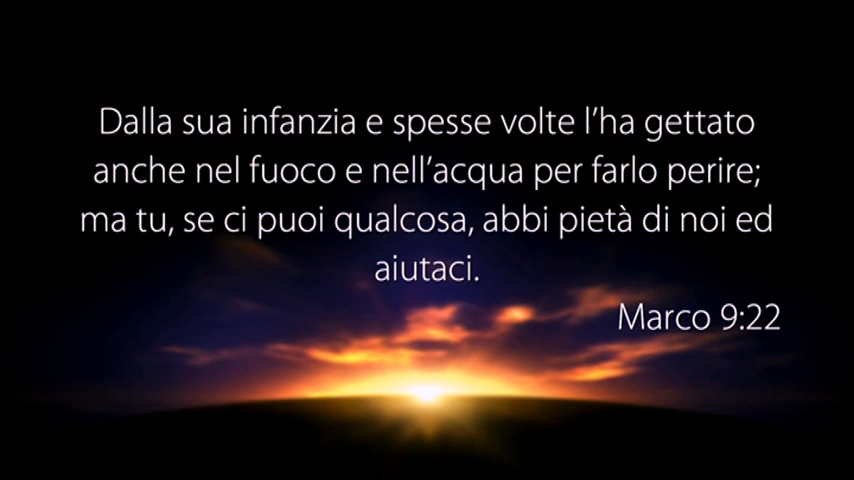 Dalla sua infanzia e spesse volte l’ha gettato
anche nel fuoco e nell’acqua per farlo perire;
ma tu, se ci puoi qualcosa, abbi pietà di noi ed
aiutaci.
Marco 9:22